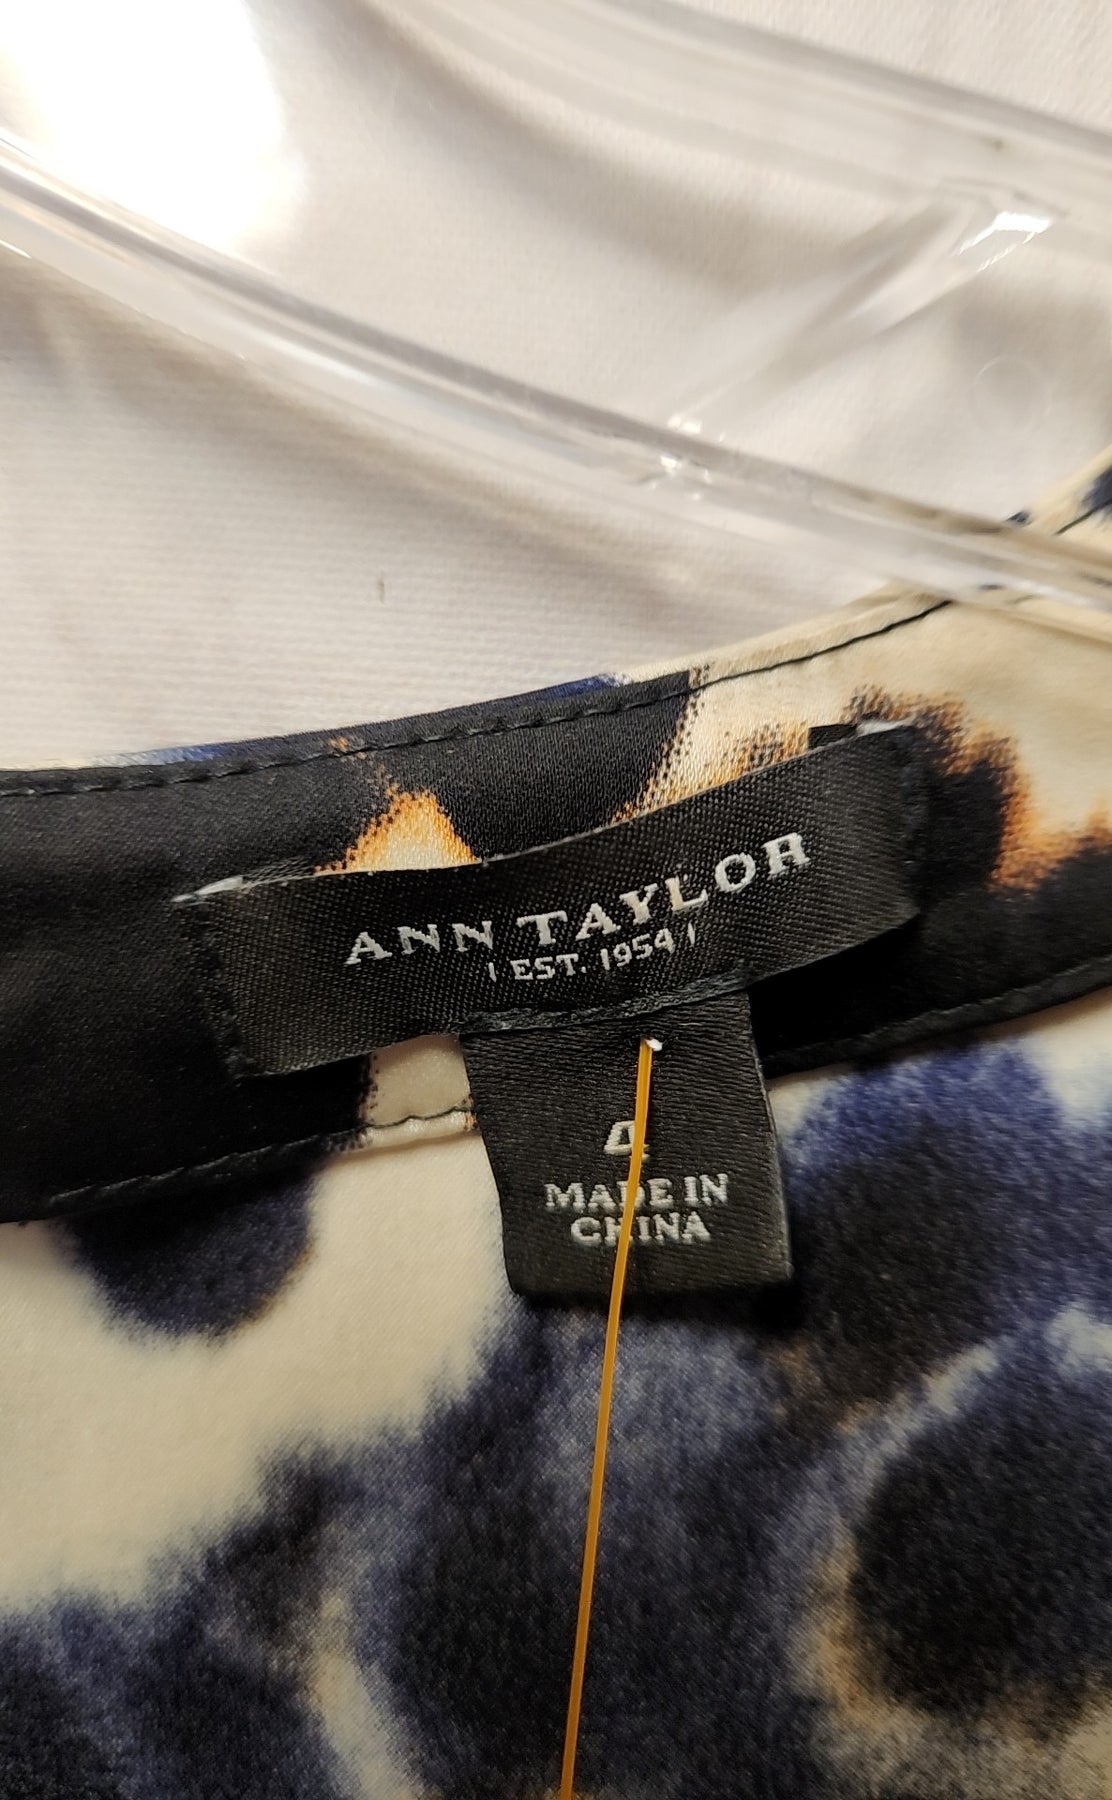 ANN TAYLOR
| EST. 1954 |
4
MADE IN
CHINA